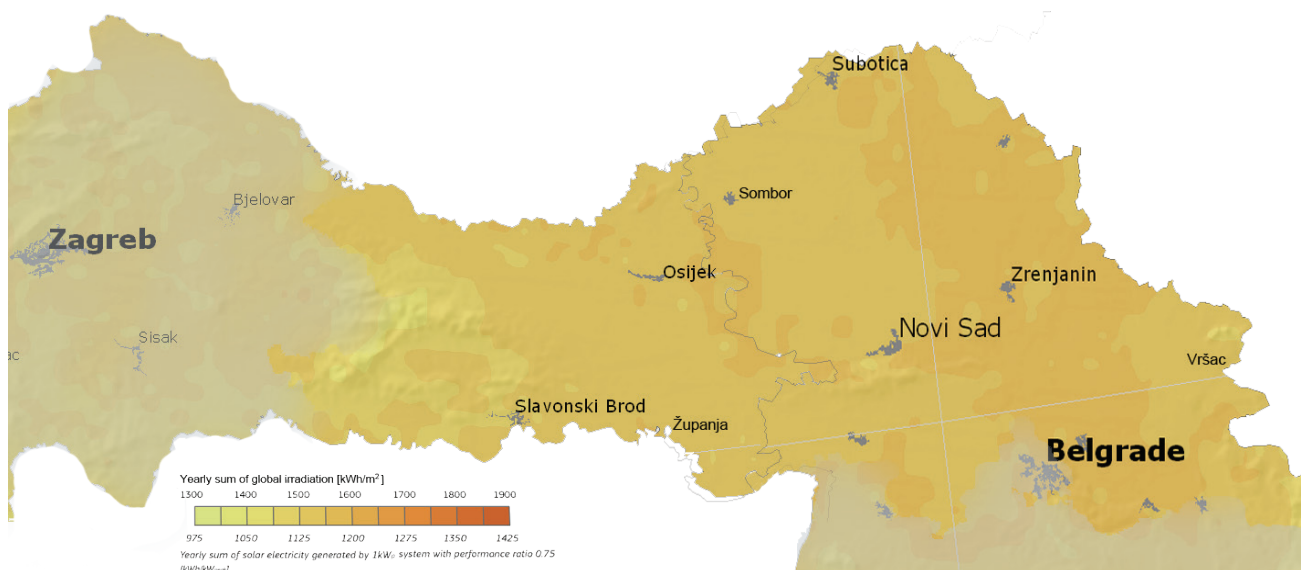 Subotica
Sombor
Bjelovar
Zagreb
Osijek
Zrenjanin
Novi Sad
Sisak
ac
Vršac
Slavonski Brod
Županja
Belgrade
Yearly sum of global irradiation [kWh/m²]
1300 1400 1500 1600 1700 1800 1900
975 1050 1125 1200 1275 1350 1425
Yearly sum of solar electricity generated by 1kW system with performance ratio 0.75